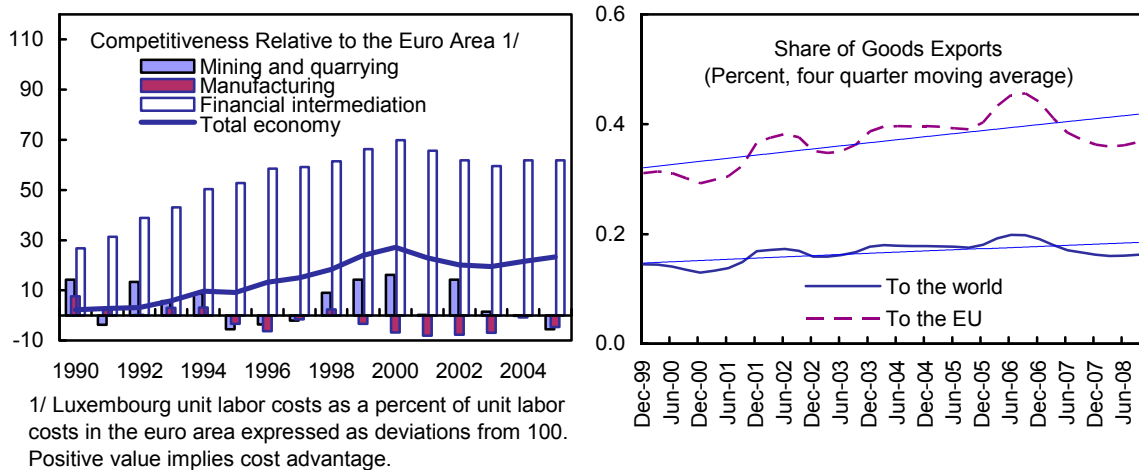 Competitiveness Relative to the Euro Area 1/
Mining and quarrying
Manufacturing
Financial intermediation
Total economy
110
90
70
50
30
10
-10
1990
1992
1994
1996
1998
2000
2002
2004
1/ Luxembourg unit labor costs as a percent of unit labor
costs in the euro area expressed as deviations from 100.
Positive value implies cost advantage.
Share of Goods Exports
(Percent, four quarter moving average)
0.6
0.4
0.2
0.0
To the world
To the EU
Dec-99
Jun-00
Dec-00
Jun-01
Dec-01
Jun-02
Dec-02
Jun-03
Dec-03
Jun-04
Dec-04
Jun-05
Dec-05
Jun-06
Dec-06
Jun-07
Dec-07
Jun-08